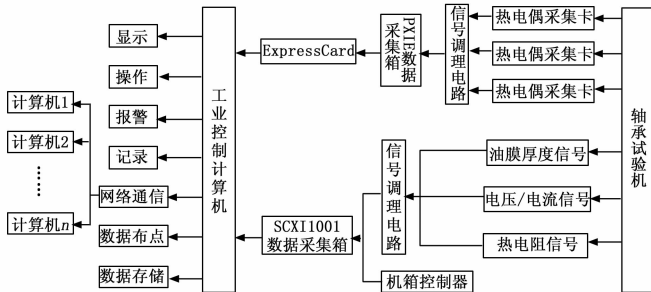 显示
操作
报警
记录
网络通信
数据布点
数据存储
计算机1
计算机2
计算机n
工业控制计算机
ExpressCard
PXIE数据
采集箱
信号调理电路
热电偶采集卡
热电偶采集卡
热电偶采集卡
轴承试验机
SCXI1001
数据采集箱
信号调理电路
油膜厚度信号
电压/电流信号
热电阻信号
机箱控制器